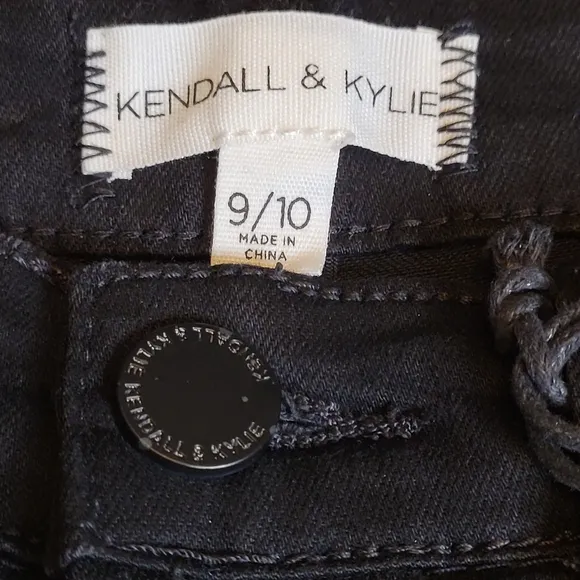 KENDALL & KYLIE
9/10
MADE IN
CHINA
KENDALL & KYLIE KENDALL & KYLIE